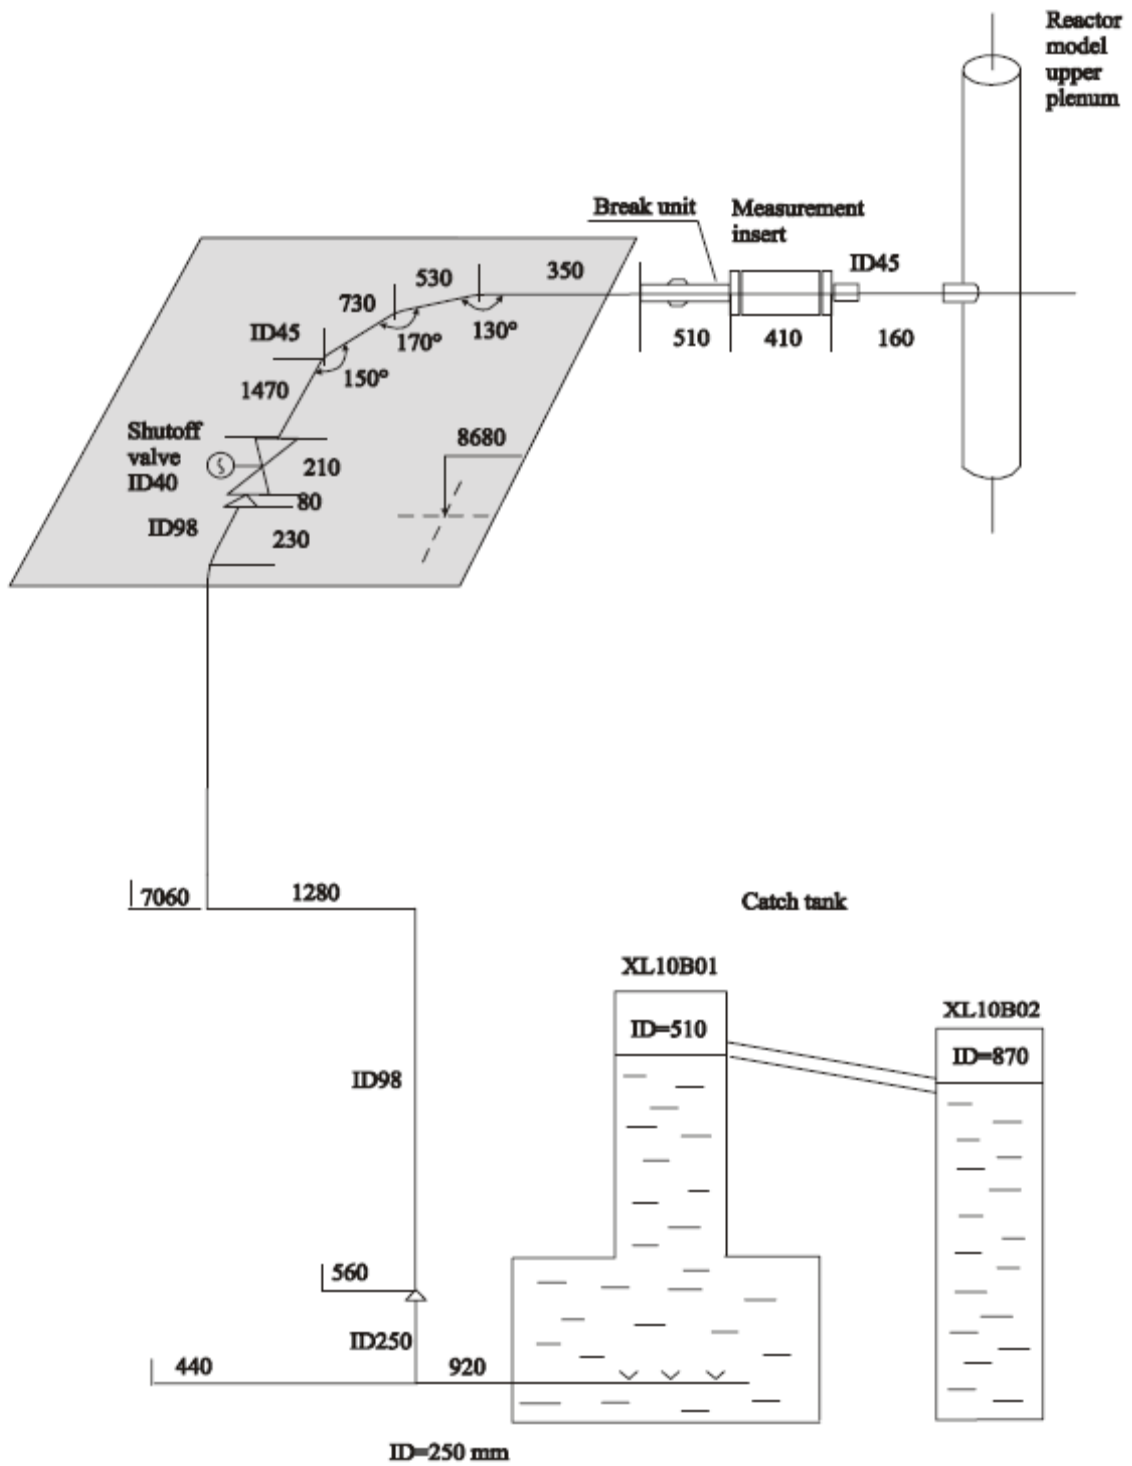 Reactor
model
upper
plenum
Break unit
Measurement
insert
ID45
530
350
730
ID45
170°
130°
510
410
160
150°
1470
Shutoff
valve
ID40
8680
210
80
ID98
230
7060
1280
Catch tank
XL10B01
XL10B02
ID=510
ID=870
ID98
560
ID250
440
920
ID=250 mm